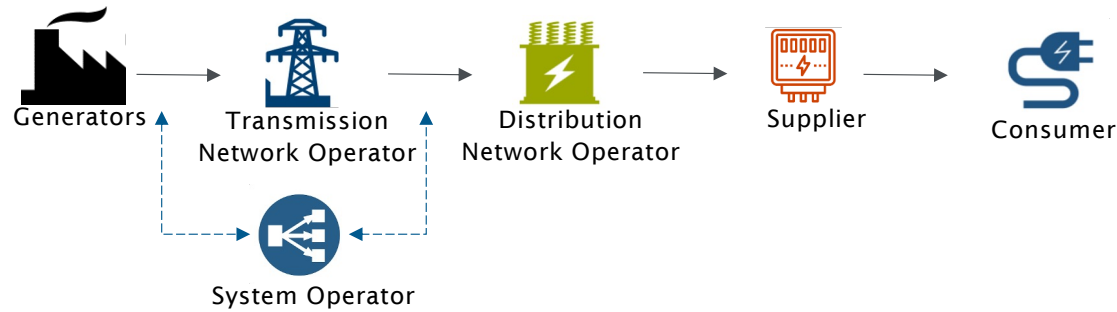 Generators
Transmission
Network Operator
Distribution
Network Operator
Supplier
Consumer
System Operator